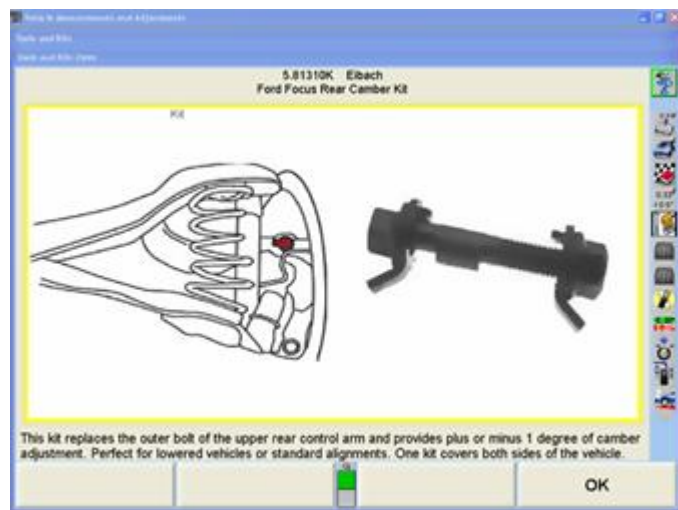 5.81310K Eibach
Ford Focus Rear Camber Kit
Kit
This kit replaces the outer bolt of the upper rear control arm and provides plus or minus 1 degree of camber
adjustment. Perfect for lowered vehicles or standard alignments. One kit covers both sides of the vehicle.
OK